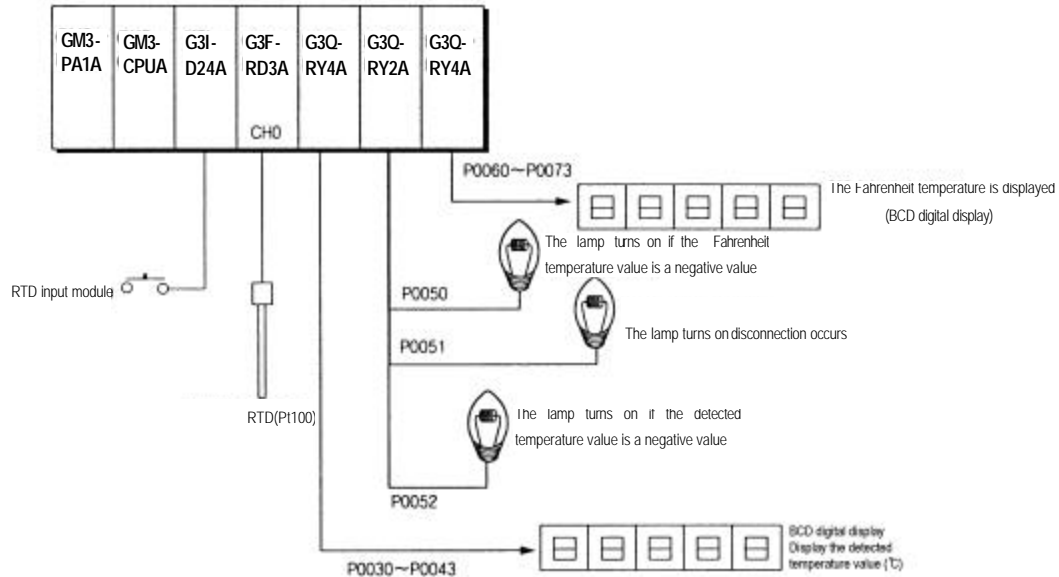 GM3-
PA1A
GM3-
CPUA
G3I-
D24A
G3F-
RD3A
G3Q-
RY4A
G3Q-
RY2A
G3Q-
RY4A
CH0
P0060~P0073
The Fahrenheit temperature is displayed
(BCD digital display)
The lamp turns on if the Fahrenheit
temperature value is a negative value
RTD input module
P0050
The lamp turns on disconnection occurs
P0051
RTD(Pt100)
The lamp turns on if the detected
temperature value is a negative value
P0052
BCD digital display
Display the detected
temperature value (℃)
P0030~P0043